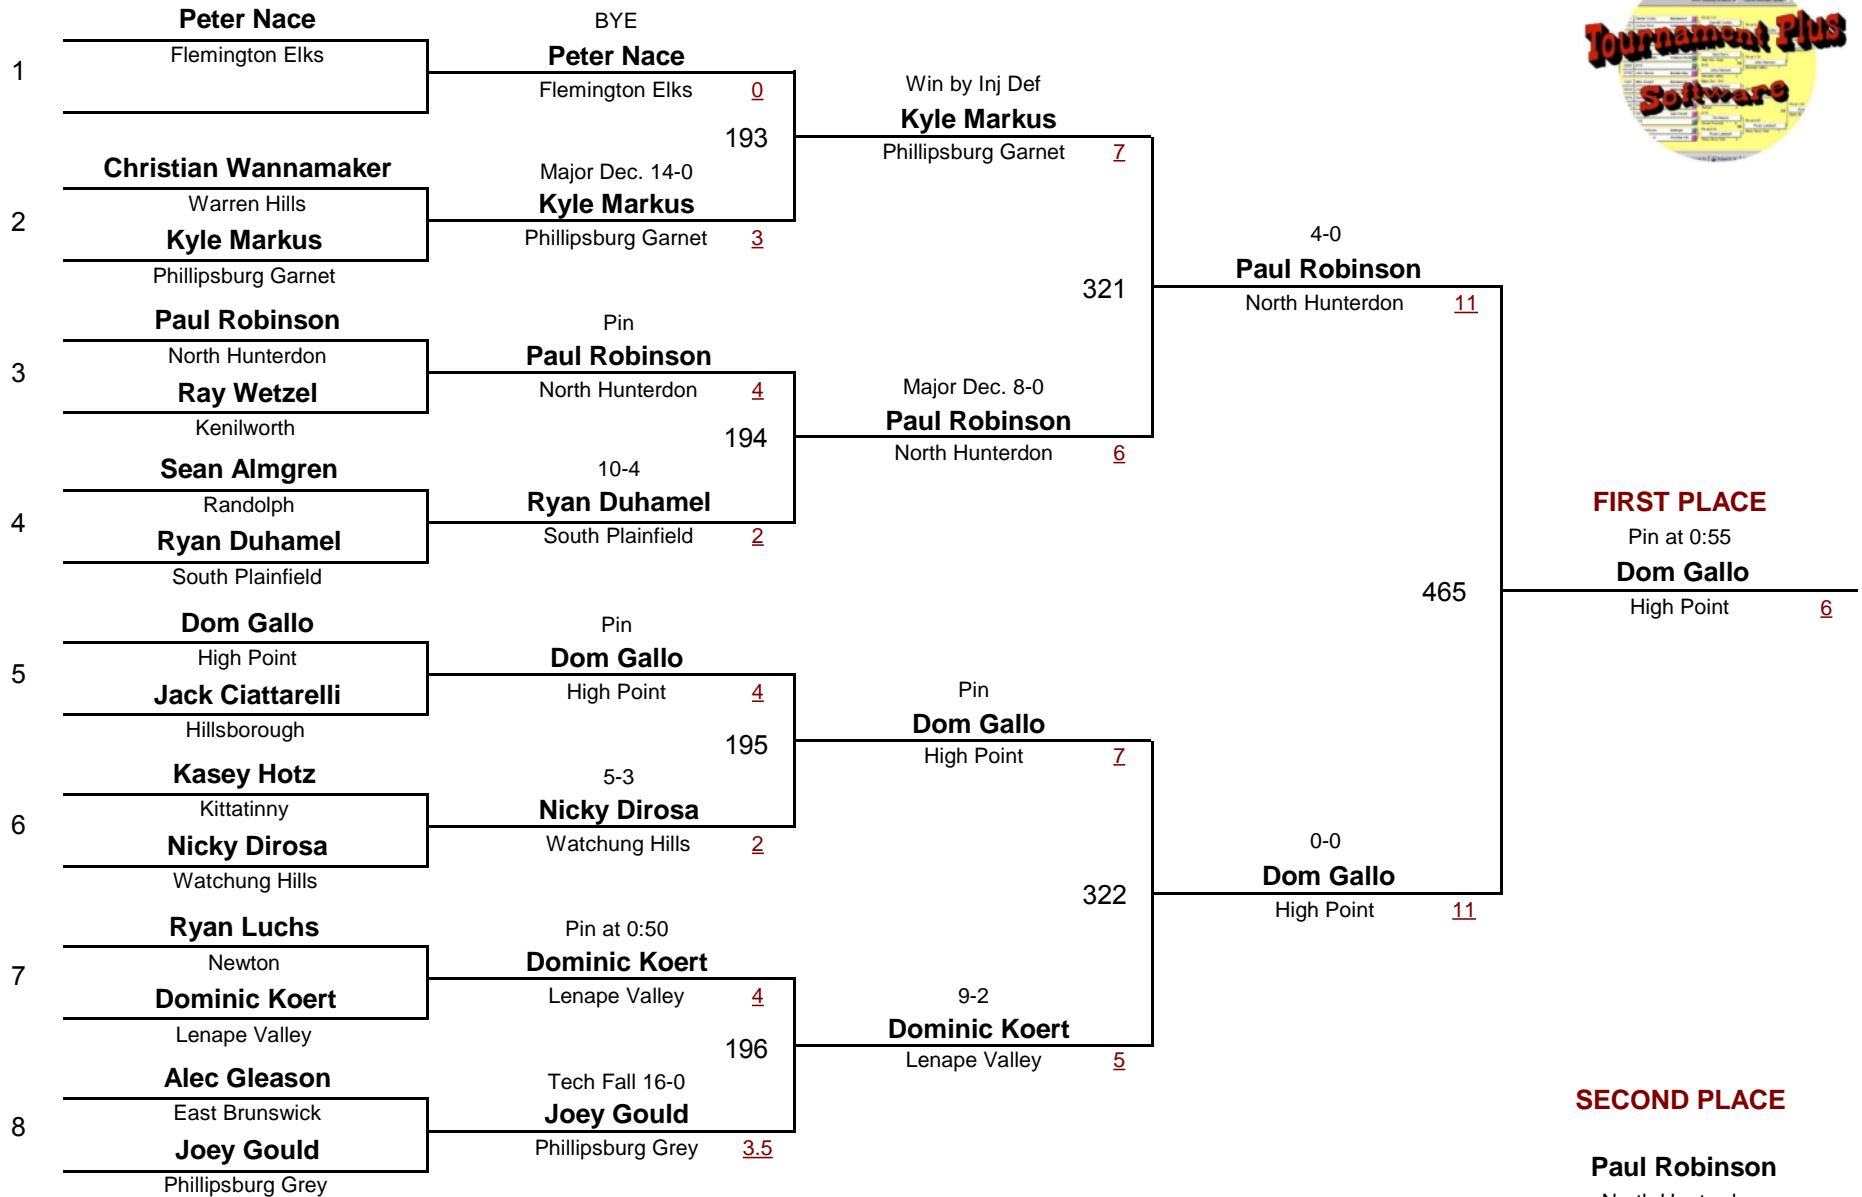 Peter Nace
Flemington Elks
1
Christian Wannamaker
Warren Hills
2
Kyle Markus
Phillipsburg Garnet
Paul Robinson
North Hunterdon
3
Ray Wetzel
Kenilworth
Sean Almgren
Randolph
4
Ryan Duhamel
South Plainfield
Dom Gallo
High Point
5
Jack Ciattarelli
Hillsborough
Kasey Hotz
Kittatinny
6
Nicky Dirosa
Watchung Hills
Ryan Luchs
Newton
7
Dominic Koert
Lenape Valley
Alec Gleason
East Brunswick
8
Joey Gould
Phillipsburg Grey
BYE
Peter Nace
Flemington Elks 0
193
Major Dec. 14-0
Kyle Markus
Phillipsburg Garnet 3
Pin
Paul Robinson
North Hunterdon 4
194
10-4
Ryan Duhamel
South Plainfield 2
Pin
Dom Gallo
High Point 4
195
5-3
Nicky Dirosa
Watchung Hills 2
Pin at 0:50
Dominic Koert
Lenape Valley 4
196
Tech Fall 16-0
Joey Gould
Phillipsburg Grey 3.5
Win by Inj Def
Kyle Markus
Phillipsburg Garnet 7
321
Major Dec. 8-0
Paul Robinson
North Hunterdon 6
Pin
Dom Gallo
High Point 7
322
9-2
Dominic Koert
Lenape Valley 5
4-0
Paul Robinson
North Hunterdon 11
465
0-0
Dom Gallo
High Point 11
Tournament Plus
Software
FIRST PLACE
Pin at 0:55
Dom Gallo
High Point 6
SECOND PLACE
Paul Robinson